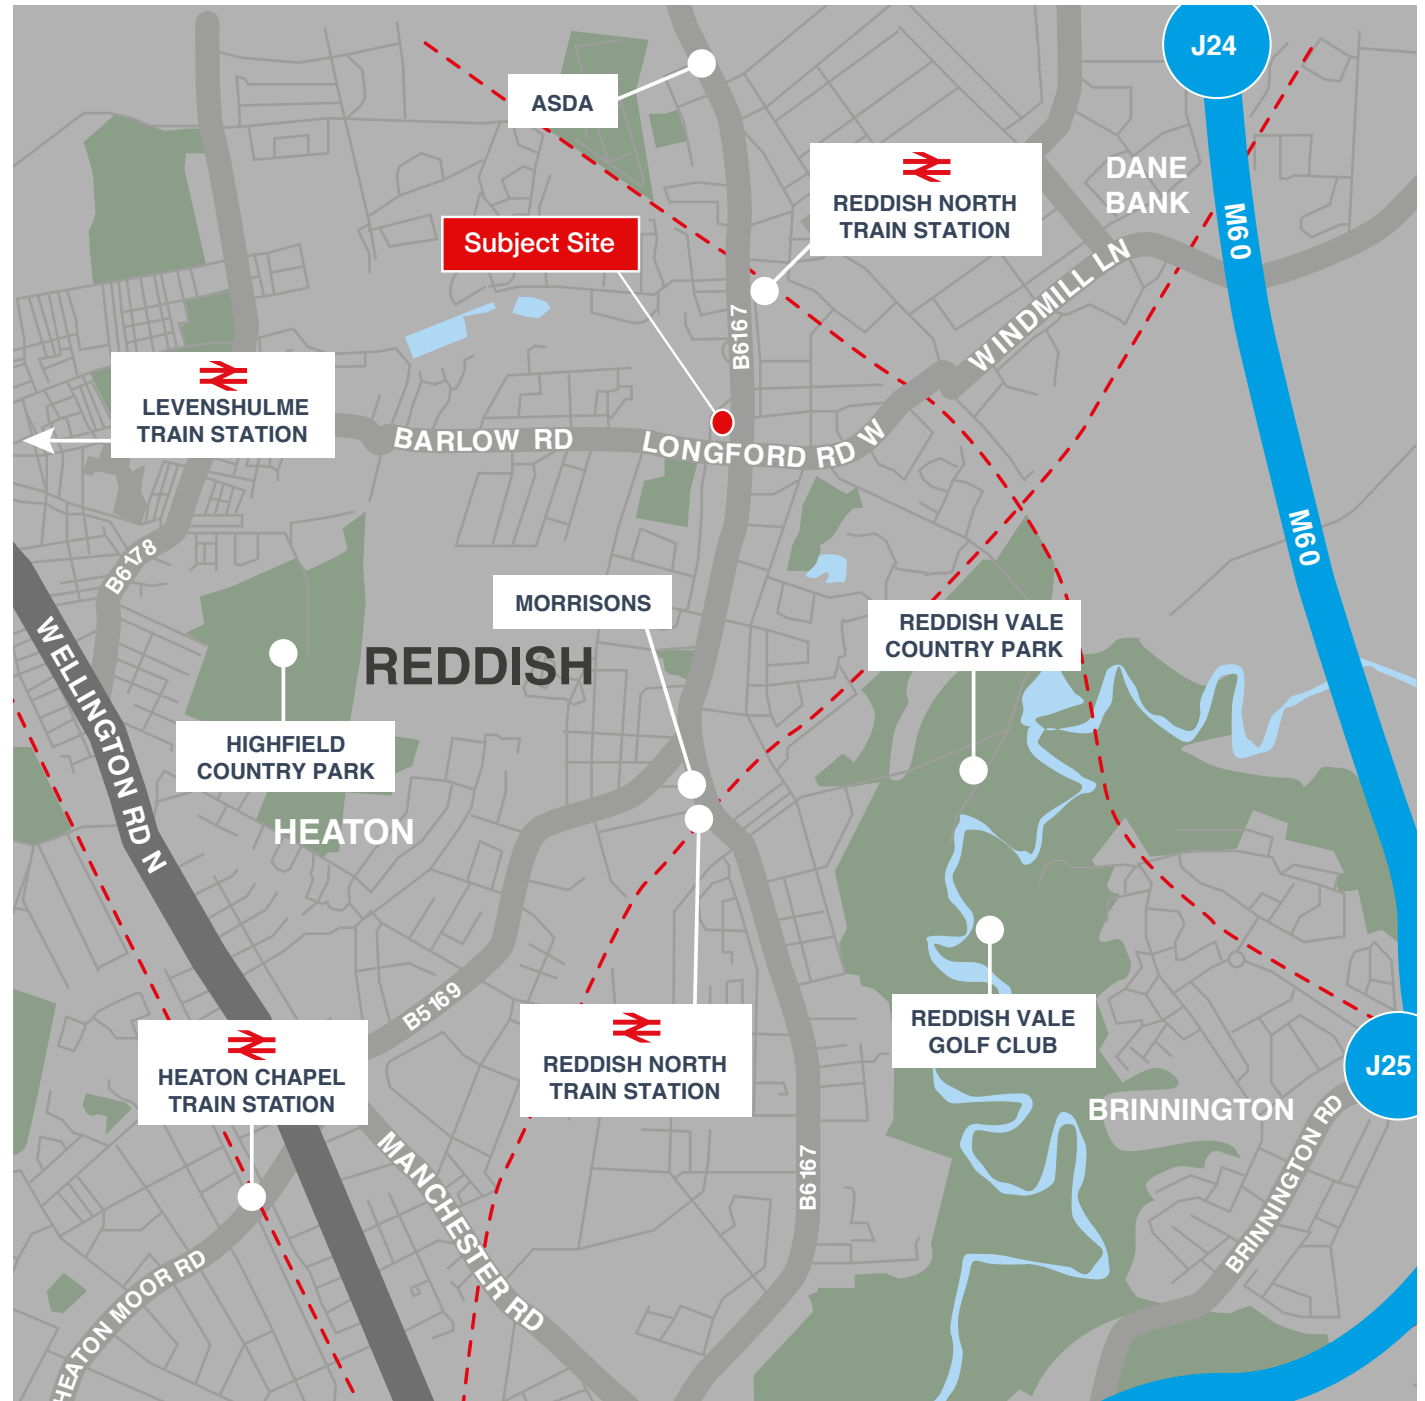 J24
ASDA
DANE
BANK
REDDISH NORTH
TRAIN STATION
M60
Subject Site
WINDMILL LN
B6167
LEVENSHULME
TRAIN STATION
BARLOW RD
LONGFORD RD W
M60
B6178
MORRISONS
REDDISH VALE
COUNTRY PARK
REDDISH
WELLINGTON RD N
HIGHFIELD
COUNTRY PARK
HEATON
B5169
REDDISH VALE
GOLF CLUB
REDDISH NORTH
TRAIN STATION
HEATON CHAPEL
TRAIN STATION
J25
BRINNINGTON
BRINNINGTON RD
B6167
MANCHESTER RD
HEATON MOOR RD